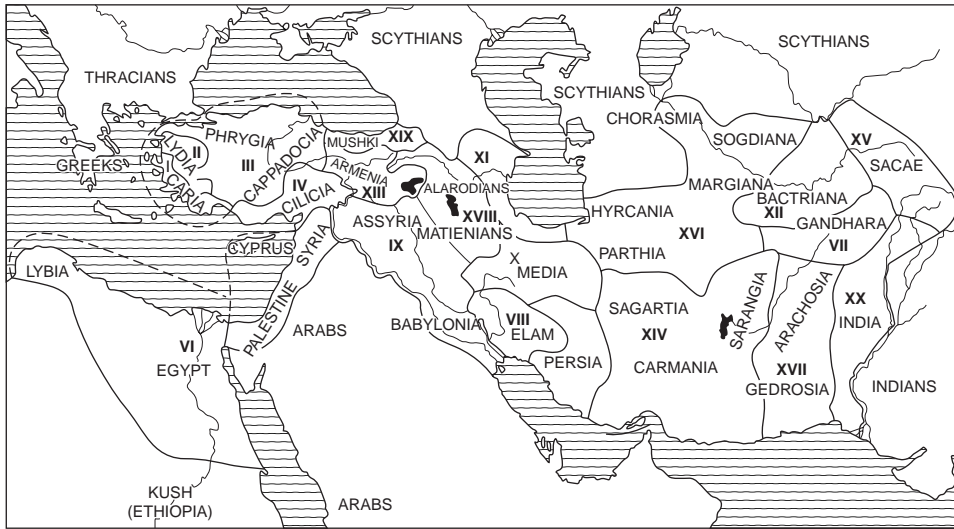 SCYTHIANS
SCYTHIANS
THRACIANS
SCYTHIANS
CHORASMIA
PHRYGIA
MUSHKI
XIX
SOGDIANA
XV
LYDIA
II
III
CAPPADOCIA
ARMENIA
XI
SACAE
GREEKS
CARIA
IV
CILICIA
XIII
ALARODIANS
MARGIANA
BACTRIANA
XII
HYRCANIA
ASSYRIA
XVIII
MATIENIANS
GANDHARA
CYPRUS
SYRIA
IX
XVI
VII
LYBIA
X
MEDIA
PARTHIA
PALESTINE
ARABS
BABYLONIA
VIII
ELAM
SAGARTIA
XIV
SARANGIA
ARACHOSIA
XX
INDIA
VI
EGYPT
PERSIA
CARMANIA
XVII
GEDROSIA
INDIANS
KUSH
(ETHIOPIA)
ARABS